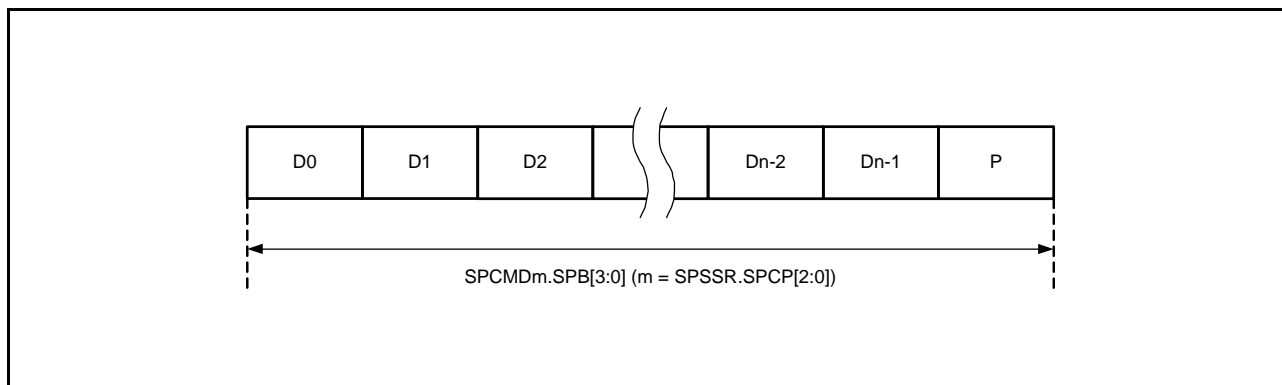 D0 D1 D2 Dn-2 Dn-1 P
SPCMDm.SPB[3:0] (m = SPSSR.SPCP[2:0])